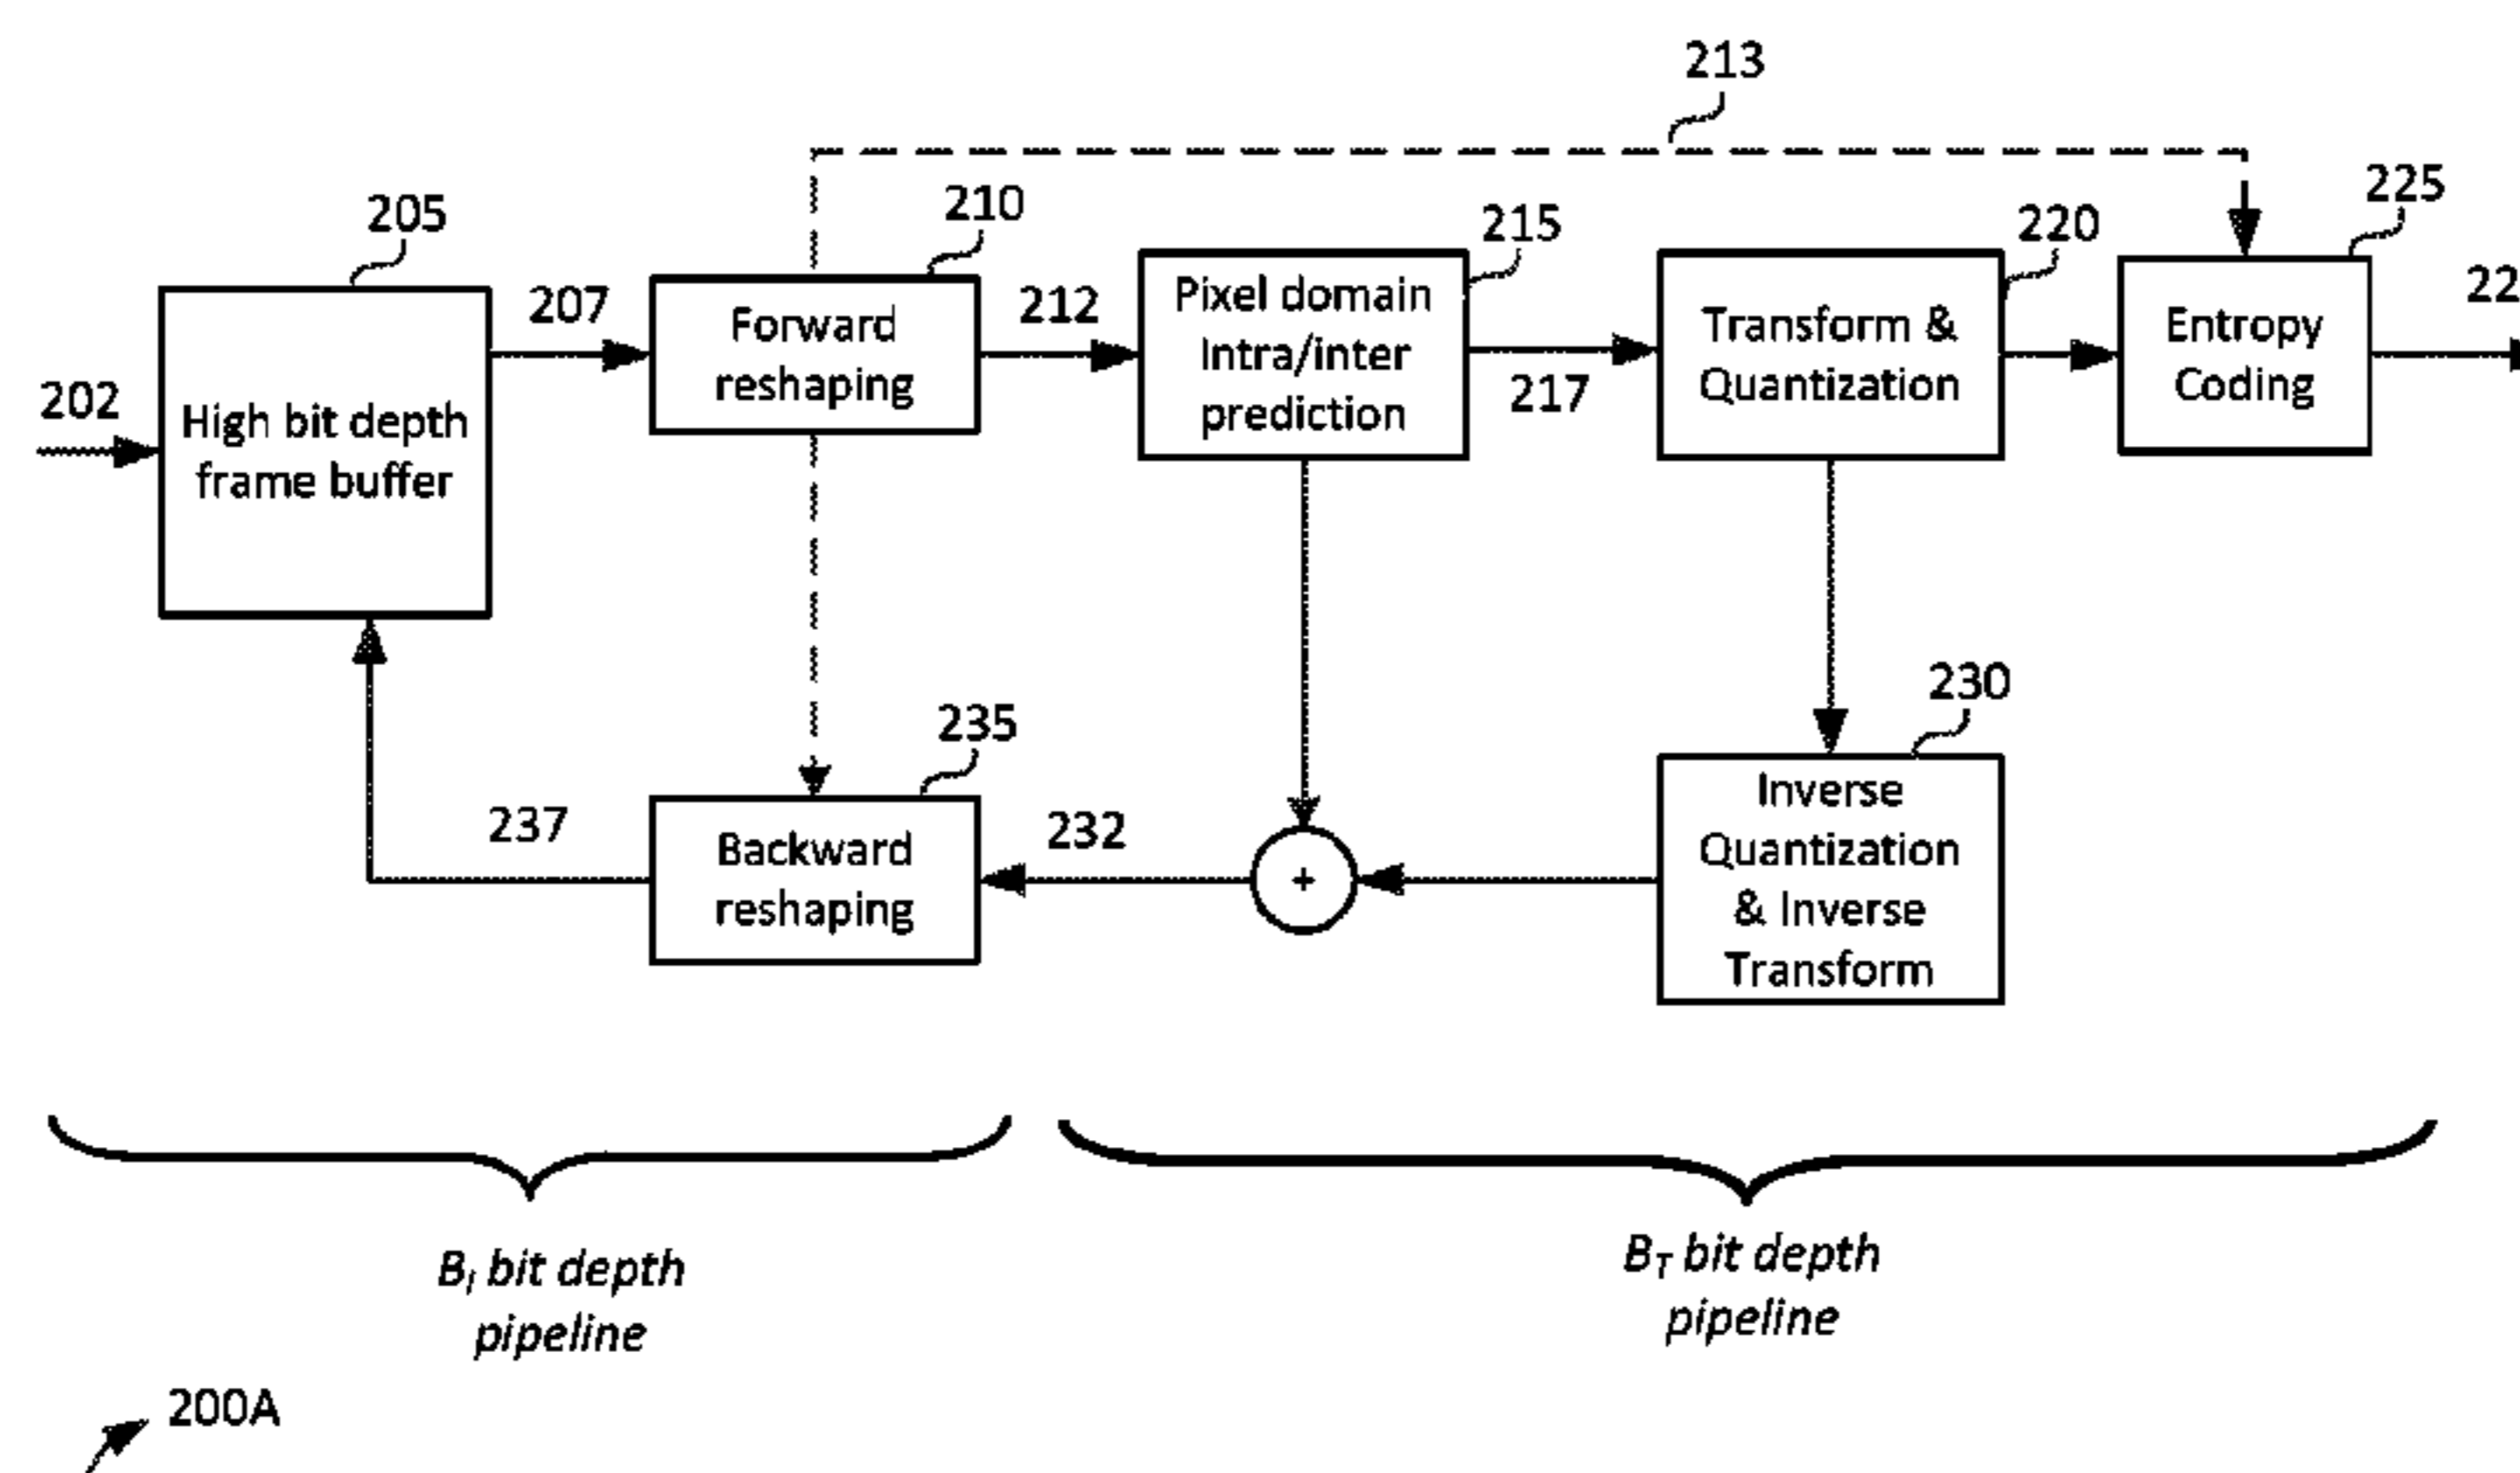 213
205
210
215
220
225
207
212
217
202
22
High bit depth
frame buffer
Forward
reshaping
Pixel domain
Intra/inter
prediction
Transform &
Quantization
Entropy
Coding
235
230
237
232
Backward
reshaping
+
Inverse
Quantization
& Inverse
Transform
B_I bit depth
pipeline
B_T bit depth
pipeline
200A